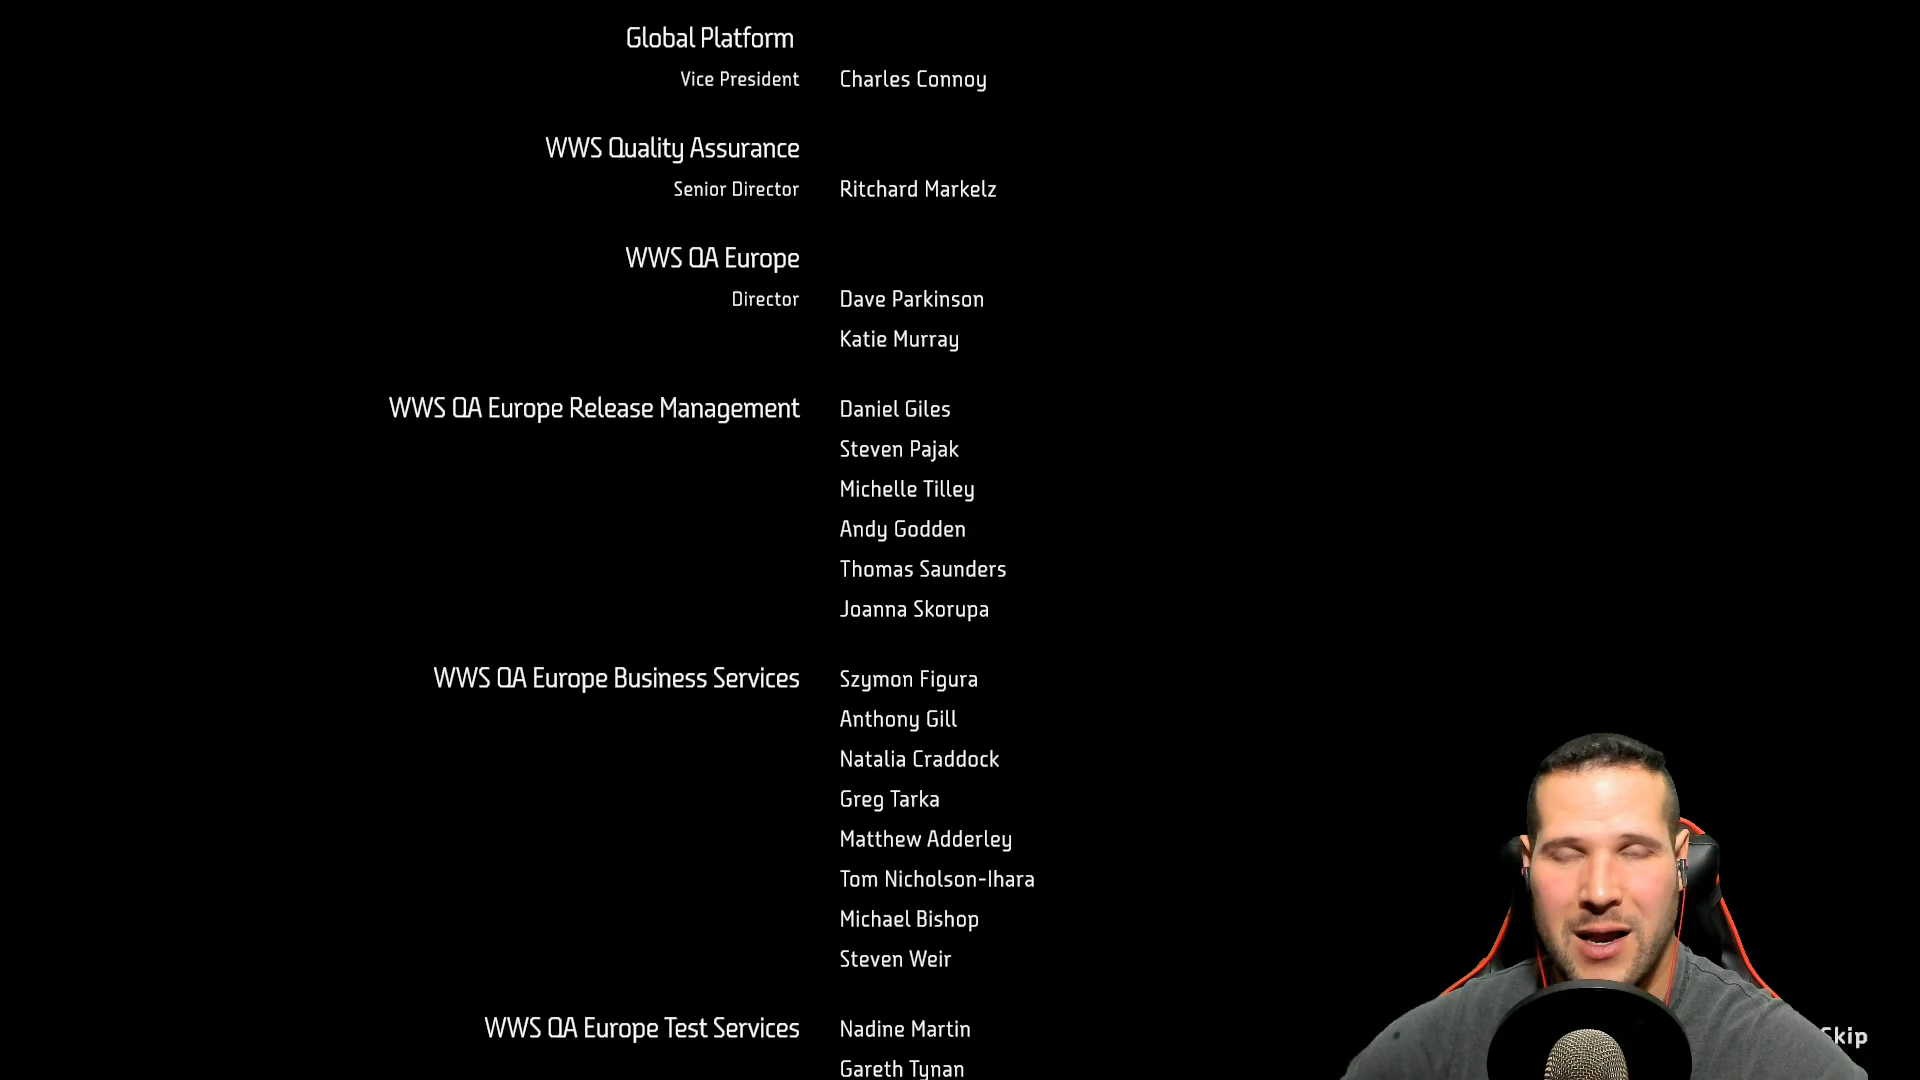 Global Platform
Vice President Charles Connoy
WWS Quality Assurance
Senior Director Ritchard Markelz
WWS QA Europe
Director Dave Parkinson
Katie Murray
WWS QA Europe Release Management Daniel Giles
Steven Pajak
Michelle Tilley
Andy Godden
Thomas Saunders
Joanna Skorupa
WWS QA Europe Business Services Szymon Figura
Anthony Gill
Natalia Craddock
Greg Tarka
Matthew Adderley
Tom Nicholson-Ihara
Michael Bishop
Steven Weir
WWS QA Europe Test Services Nadine Martin
Gareth Tynan
Skip